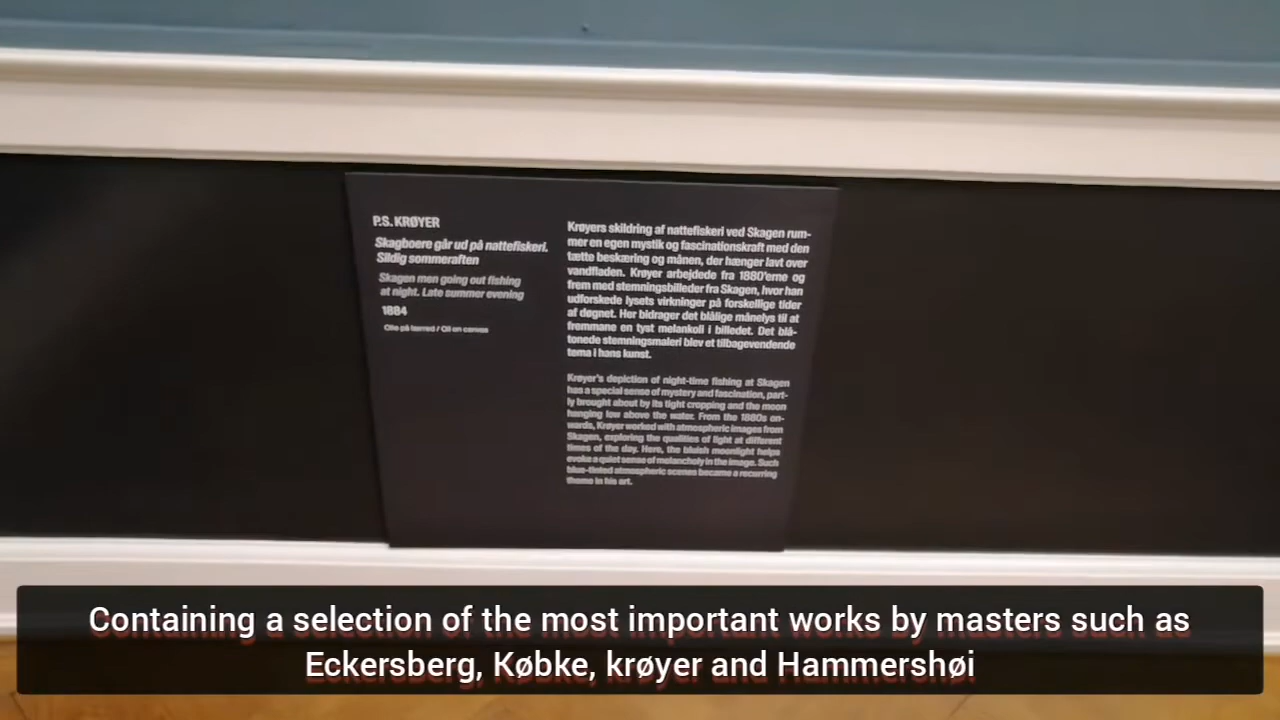 P.S. KRØYER
Skagboere går ud på nattefiskeri.
Sildig sommeraften
Skagen men going out fishing
at night. Late summer evening
1884
Olie på lærred / Oil on canvas
Krøyers skildring af nattefiskeri ved Skagen rum-
mer en egen mystik og fascinationskraft med den
tætte beskæring og månen, der hænger lavt over
vandfladen. Krøyer arbejdede fra 1880'erne og
frem med stemningsbilleder fra Skagen, hvor han
udforskede lysets virkninger på forskellige tider
af døgnet. Her bidrager det blålige månelys til at
fremmane en tyst melankoli i billedet. Det blå-
tonede stemningsmaleri blev et tilbagevendende
tema i hans kunst.
Krøyer's depiction of night-time fishing at Skagen
has a special sense of mystery and fascination, part-
ly brought about by its tight cropping and the moon
hanging low above the water. From the 1880s on-
wards, Krøyer worked with atmospheric images from
Skagen, exploring the qualities of light at different
times of the day. Here, the bluish moonlight helps
evoke a quiet sense of melancholy in the image. Such
blue-tinted atmospheric scenes became a recurring
theme in his art.
Containing a selection of the most important works by masters such as
Eckersberg, Købke, krøyer and Hammershøi